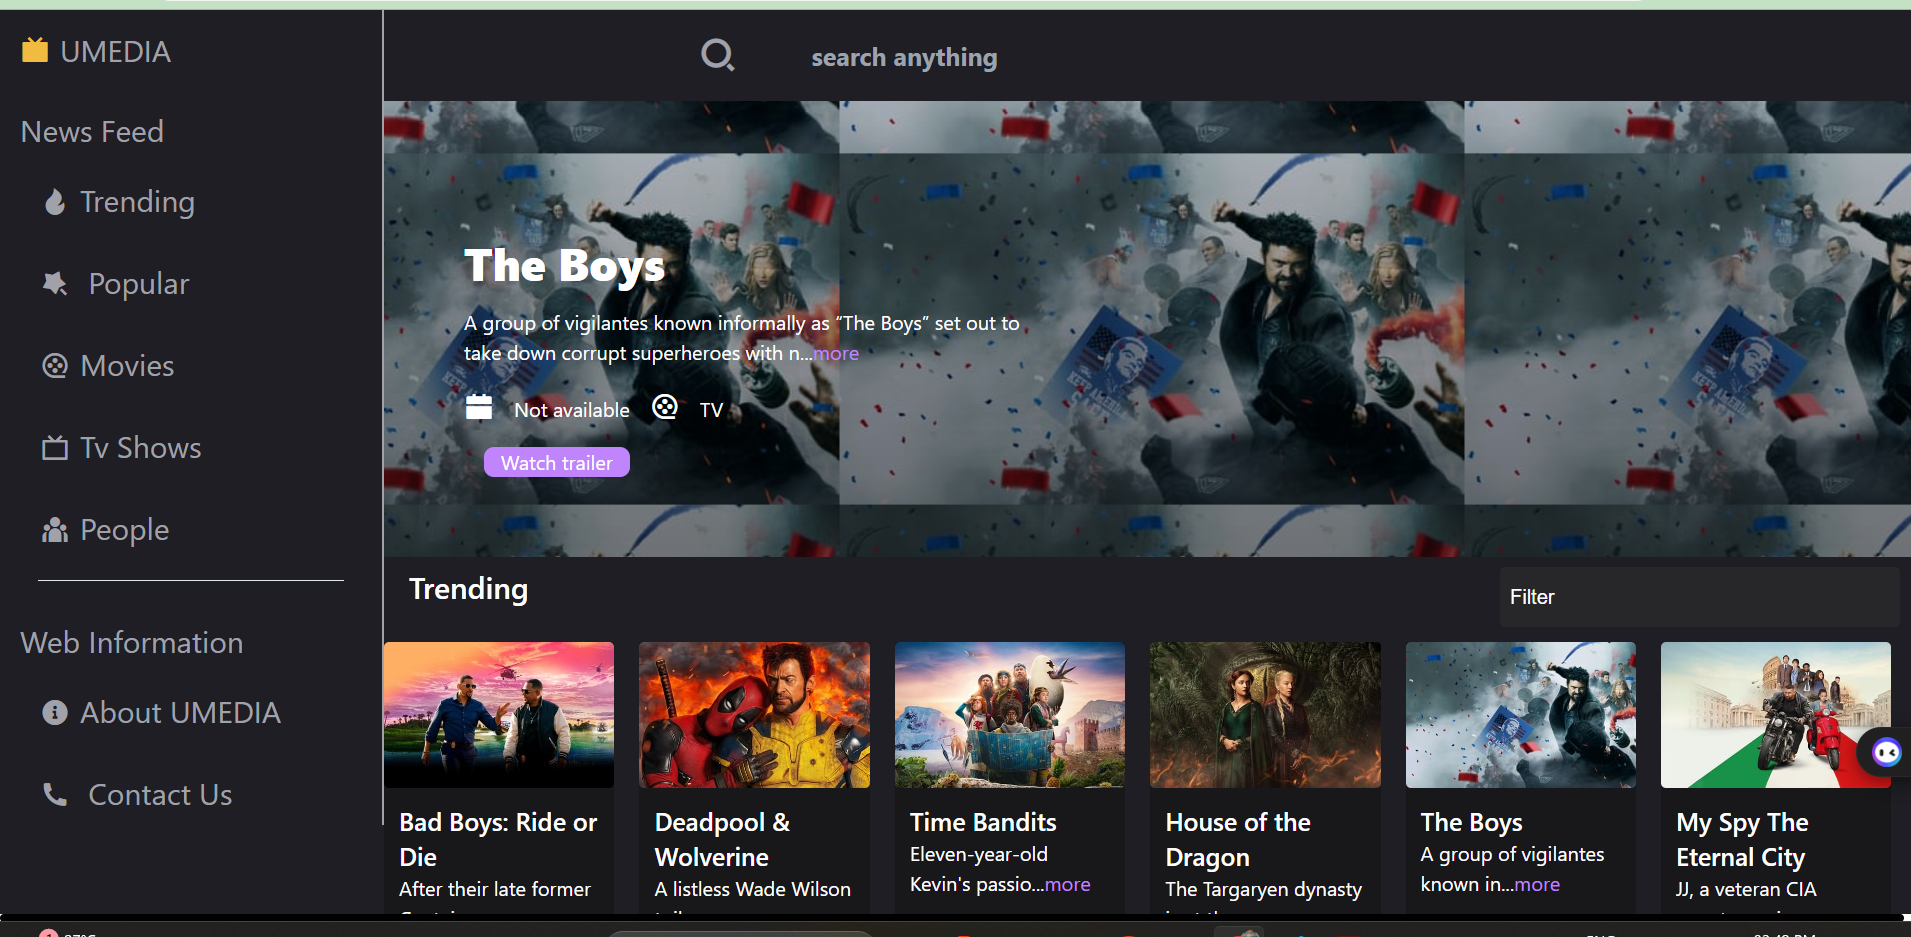 UMEDIA
search anything
News Feed
Trending
Popular
Movies
Tv Shows
People
Web Information
About UMEDIA
Contact Us
The Boys
A group of vigilantes known informally as “The Boys” set out to
take down corrupt superheroes with n...more
Not available
TV
Watch trailer
Trending
Filter
Bad Boys: Ride or
Die
After their late former
Deadpool &
Wolverine
A listless Wade Wilson
Time Bandits
Eleven-year-old
Kevin's passio...more
House of the
Dragon
The Targaryen dynasty
The Boys
A group of vigilantes
known in...more
My Spy The
Eternal City
JJ, a veteran CIA